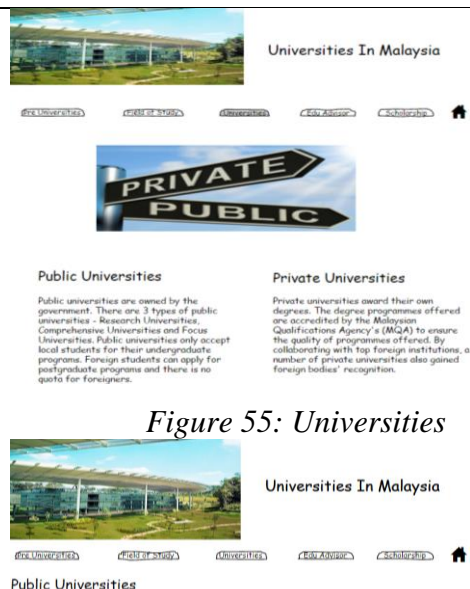 Universities In Malaysia
Pre Universities Field of Study Universities Edu Advisor Scholarship
PRIVATE
PUBLIC
Public Universities
Public universities are owned by the
government. There are 3 types of public
universities - Research Universities,
Comprehensive Universities and Focus
Universities. Public universities only accept
local students for their undergraduate
programs. Foreign students can apply for
postgraduate programs and there is no
quota for foreigners.
Private Universities
Private universities award their own
degrees. The degree programmes offered
are accredited by the Malaysian
Qualifications Agency's (MQA) to ensure
the quality of programmes offered. By
collaborating with top foreign institutions, a
number of private universities also gained
foreign bodies' recognition.
Figure 55: Universities
Universities In Malaysia
Pre Universities Field of Study Universities Edu Advisor Scholarship
Public Universities